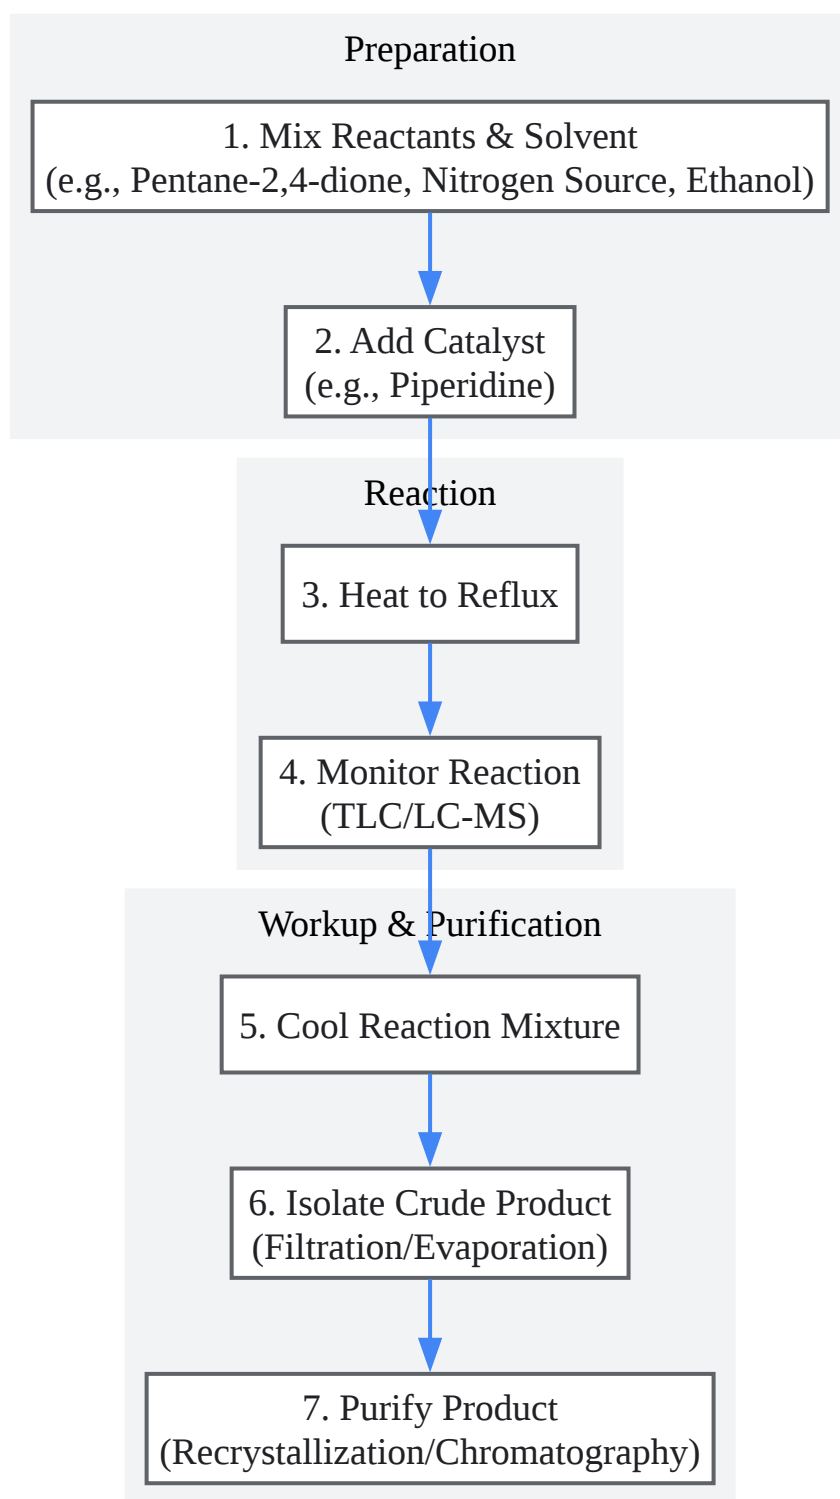 Preparation
1. Mix Reactants & Solvent
(e.g., Pentane-2,4-dione, Nitrogen Source, Ethanol)
2. Add Catalyst
(e.g., Piperidine)
Reaction
3. Heat to Reflux
4. Monitor Reaction
(TLC/LC-MS)
Workup & Purification
5. Cool Reaction Mixture
6. Isolate Crude Product
(Filtration/Evaporation)
7. Purify Product
(Recrystallization/Chromatography)